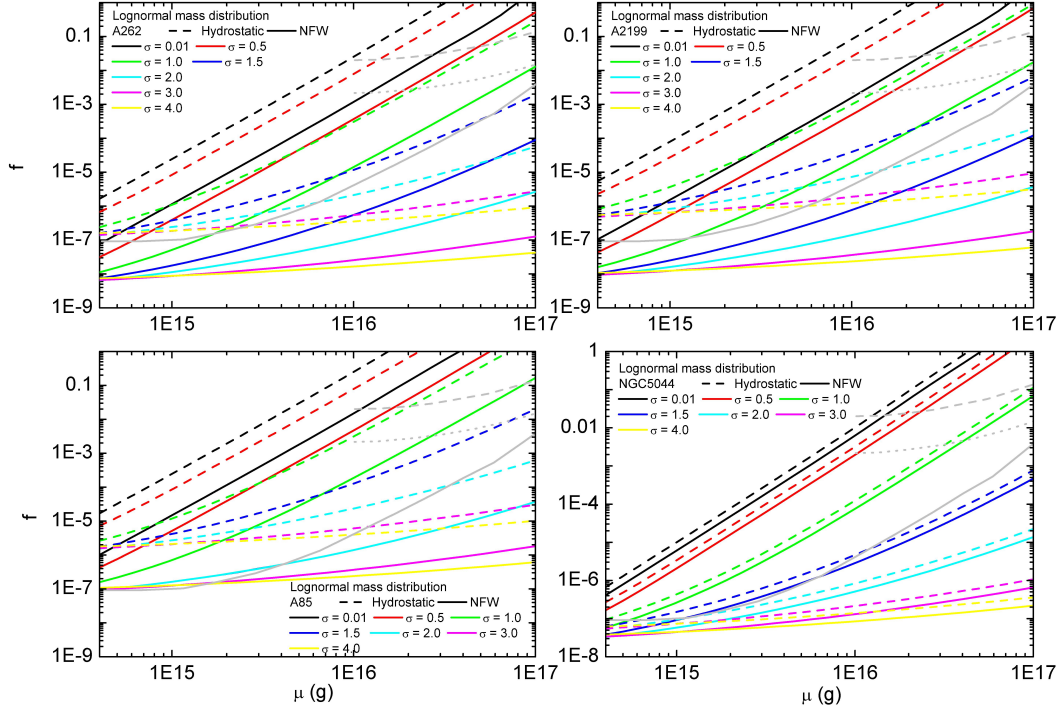 Lognormal mass distribution
A262 Hydrostatic NFW
σ = 0.01 σ = 0.5
σ = 1.0 σ = 1.5
σ = 2.0
σ = 3.0
σ = 4.0
0.1
1E-3
1E-5
1E-7
1E-9
f
1E15 1E16 1E17
Lognormal mass distribution
A2199 Hydrostatic NFW
σ = 0.01 σ = 0.5
σ = 1.0 σ = 1.5
σ = 2.0
σ = 3.0
σ = 4.0
0.1
1E-3
1E-5
1E-7
1E-9
1E15 1E16 1E17
0.1
1E-3
1E-5
1E-7
1E-9
f
Lognormal mass distribution
A85 Hydrostatic NFW
σ = 0.01 σ = 0.5 σ = 1.0
σ = 1.5 σ = 2.0 σ = 3.0
σ = 4.0
1E15 1E16 1E17
μ (g)
Lognormal mass distribution
NGC5044 Hydrostatic NFW
σ = 0.01 σ = 0.5 σ = 1.0
σ = 1.5 σ = 2.0 σ = 3.0
σ = 4.0
1
0.01
1E-4
1E-6
1E-8
1E15 1E16 1E17
μ (g)